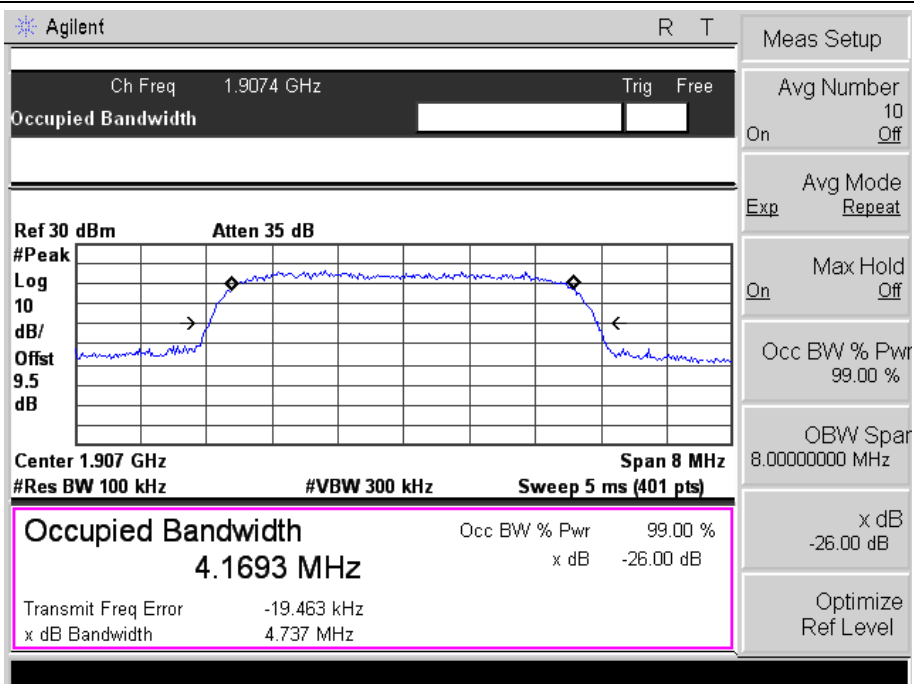 Agilent R T
Ch Freq 1.9074 GHz Trig Free
Occupied Bandwidth
Ref 30 dBm Atten 35 dB
#Peak
Log
10
dB/
Offst
9.5
dB
Center 1.907 GHz Span 8 MHz
#Res BW 100 kHz #VBW 300 kHz Sweep 5 ms (401 pts)
Occupied Bandwidth
4.1693 MHz
Occ BW % Pwr 99.00 %
x dB -26.00 dB
Transmit Freq Error -19.463 kHz
x dB Bandwidth 4.737 MHz
Meas Setup
Avg Number
10
On Off
Avg Mode
Exp Repeat
Max Hold
On Off
Occ BW % Pwr
99.00 %
OBW Spar
8.00000000 MHz
x dB
-26.00 dB
Optimize
Ref Level